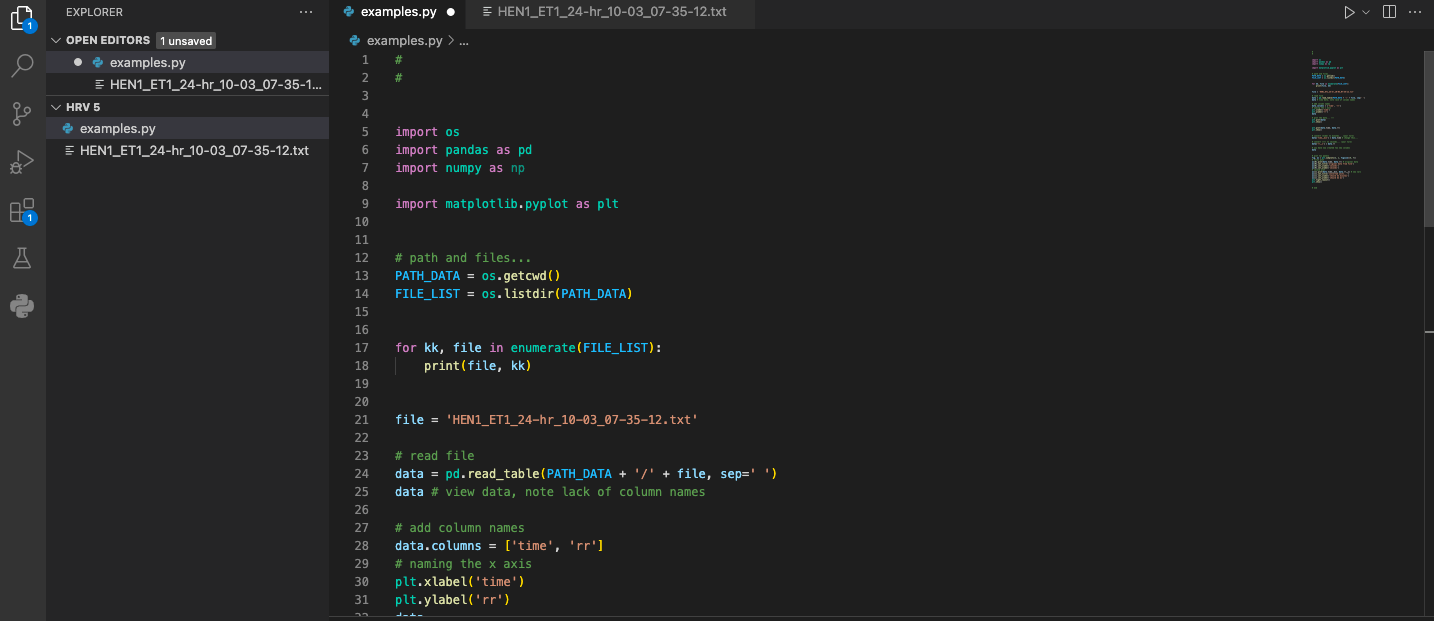 EXPLORER
OPEN EDITORS 1 unsaved
examples.py
HEN1_ET1_24-hr_10-03_07-35-1...
HRV 5
examples.py
HEN1_ET1_24-hr_10-03_07-35-12.txt
1
1
examples.py
HEN1_ET1_24-hr_10-03_07-35-12.txt
examples.py > ...
1 #
2 #
3
4
5 import os
6 import pandas as pd
7 import numpy as np
8
9 import matplotlib.pyplot as plt
10
11
12 # path and files...
13 PATH_DATA = os.getcwd()
14 FILE_LIST = os.listdir(PATH_DATA)
15
16
17 for kk, file in enumerate(FILE_LIST):
18     print(file, kk)
19
20
21 file = 'HEN1_ET1_24-hr_10-03_07-35-12.txt'
22
23 # read file
24 data = pd.read_table(PATH_DATA + '/' + file, sep=' ')
25 data # view data, note lack of column names
26
27 # add column names
28 data.columns = ['time', 'rr']
29 # naming the x axis
30 plt.xlabel('time')
31 plt.ylabel('rr')